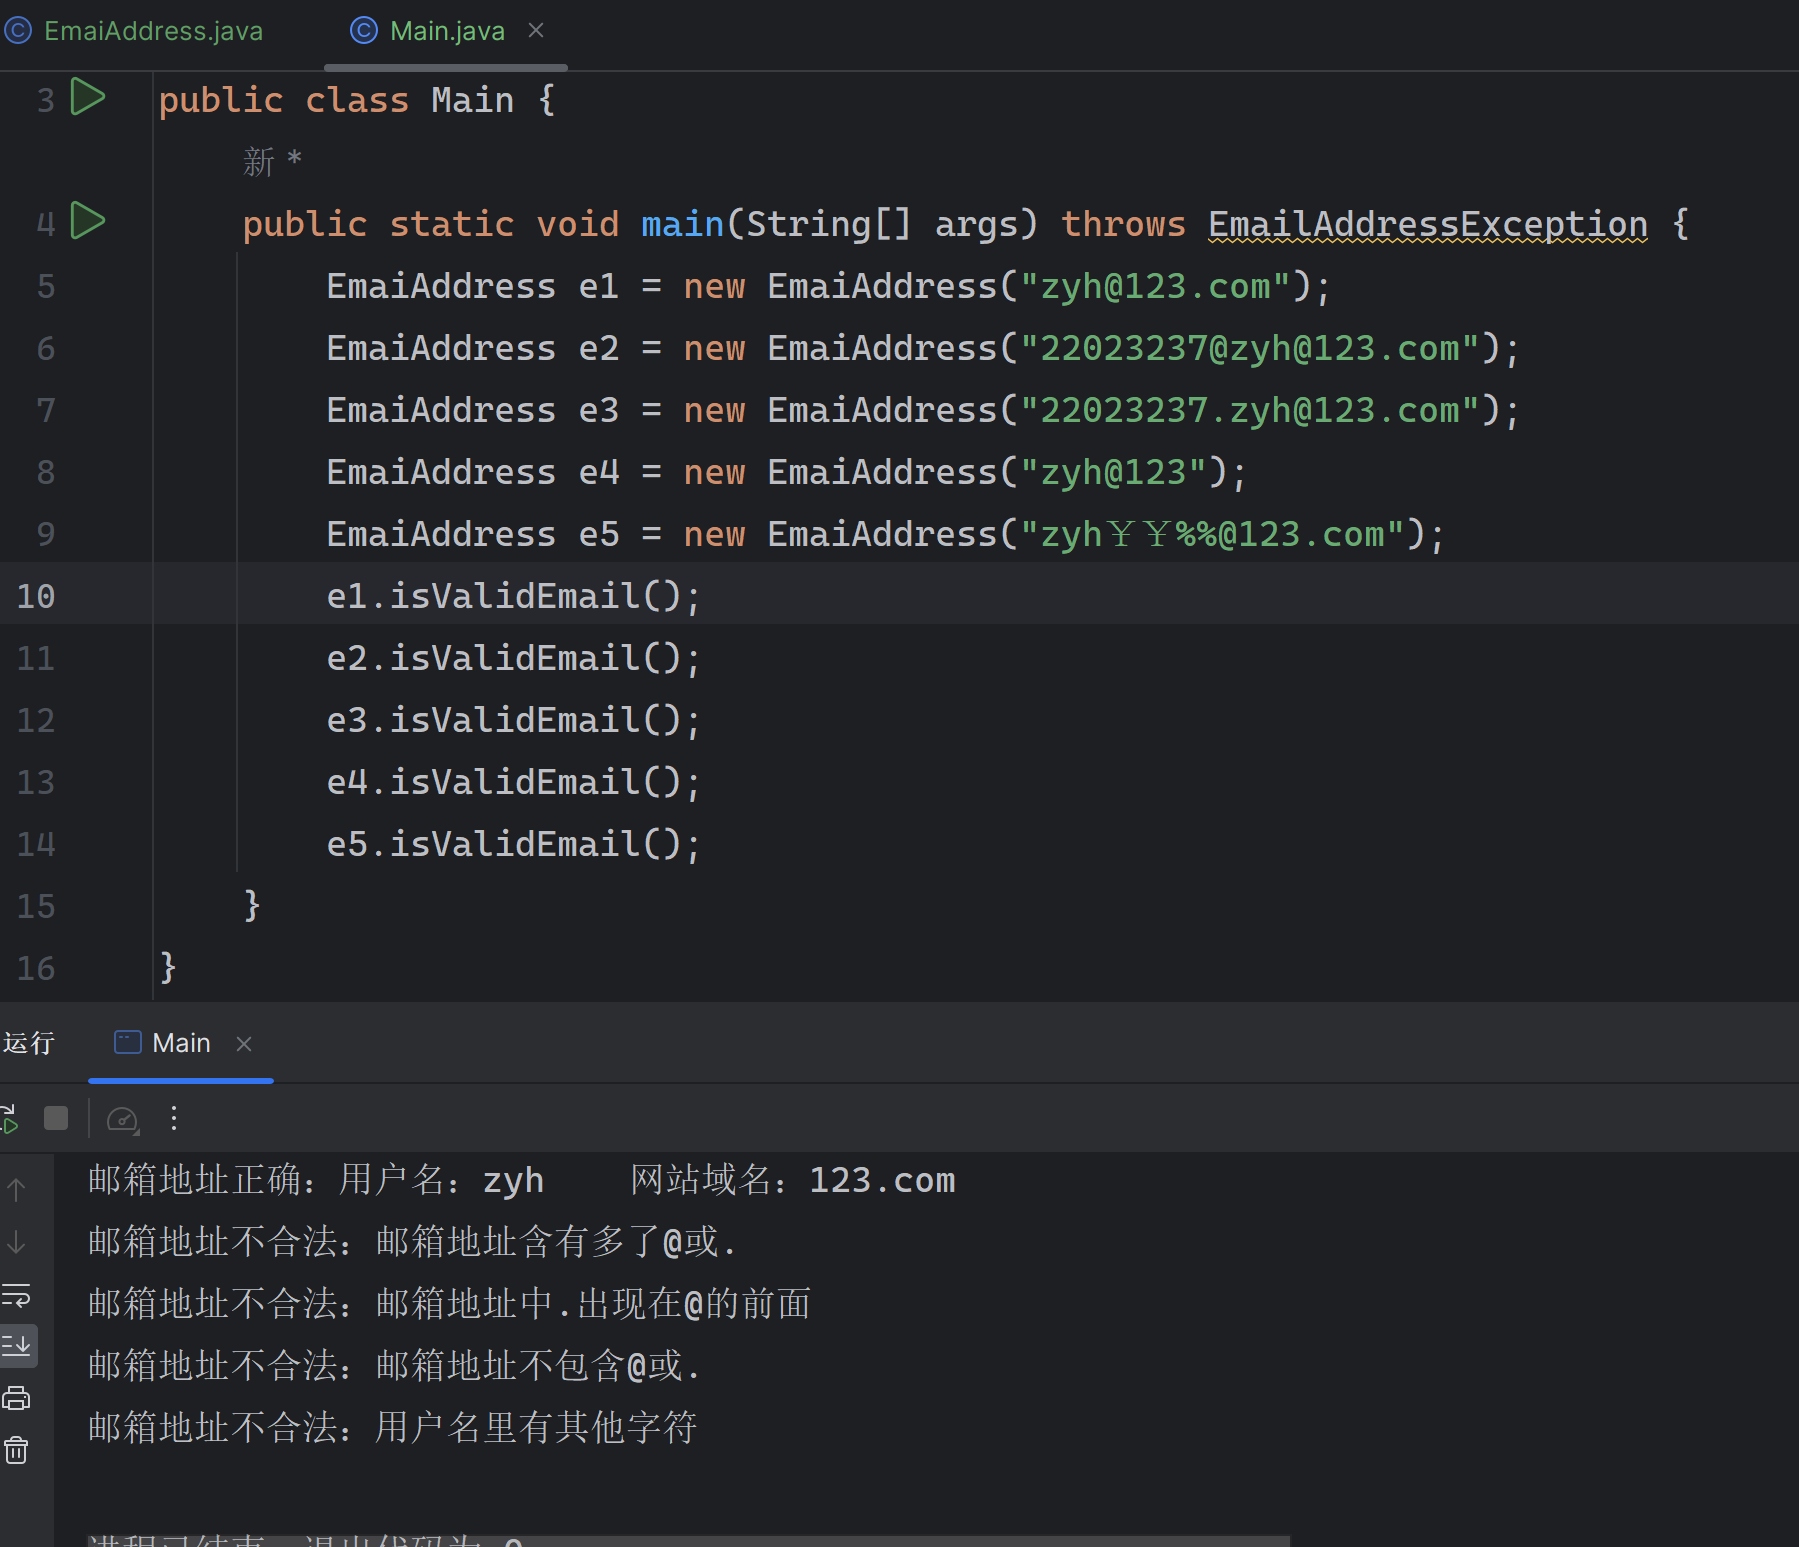 EmaiAddress.java Main.java
3 public class Main {
新 *
4 public static void main(String[] args) throws EmailAddressException {
5 EmaiAddress e1 = new EmaiAddress("zyh@123.com");
6 EmaiAddress e2 = new EmaiAddress("22023237@zyh@123.com");
7 EmaiAddress e3 = new EmaiAddress("22023237.zyh@123.com");
8 EmaiAddress e4 = new EmaiAddress("zyh@123");
9 EmaiAddress e5 = new EmaiAddress("zyh￥￥%%@123.com");
10 e1.isValidEmail();
11 e2.isValidEmail();
12 e3.isValidEmail();
13 e4.isValidEmail();
14 e5.isValidEmail();
15 }
16 }
运行 Main
邮箱地址正确：用户名：zyh 网站域名：123.com
邮箱地址不合法：邮箱地址含有多了@或.
邮箱地址不合法：邮箱地址中.出现在@的前面
邮箱地址不合法：邮箱地址不包含@或.
邮箱地址不合法：用户名里有其他字符